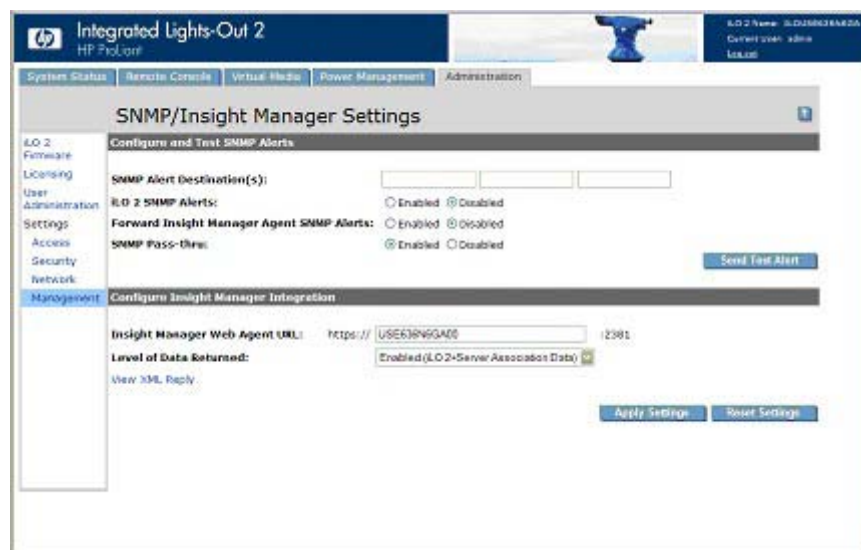 hp
Integrated Lights-Out 2
HP ProLiant
iLO 2 Name:
Current User: admin
Log out
System Status Remote Console Virtual Media Power Management Administration
SNMP/Insight Manager Settings
?
iLO 2 Firmware
Licensing
User Administration
Settings
Access
Security
Network
Management
Configure and Test SNMP Alerts
SNMP Alert Destination(s):
iLO 2 SNMP Alerts: Enabled Disabled
Forward Insight Manager Agent SNMP Alerts: Enabled Disabled
SNMP Pass-thru: Enabled Disabled
Send Test Alert
Configure Insight Manager Integration
Insight Manager Web Agent URL: https:// :2381
Level of Data Returned: Enabled (iLO 2+Server Association Data)
View XML Reply
Apply Settings Reset Settings